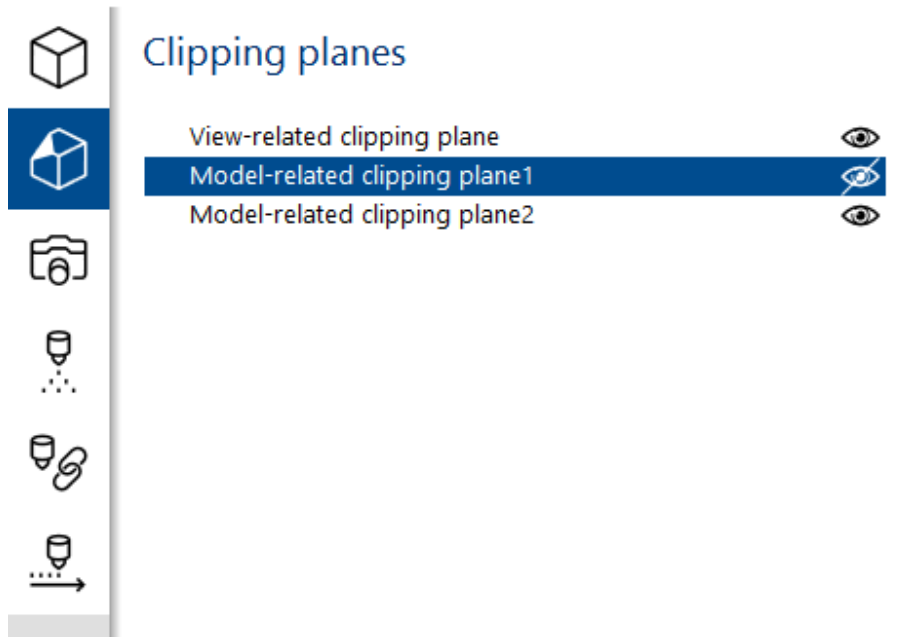 Clipping planes
View-related clipping plane
Model-related clipping plane1
Model-related clipping plane2